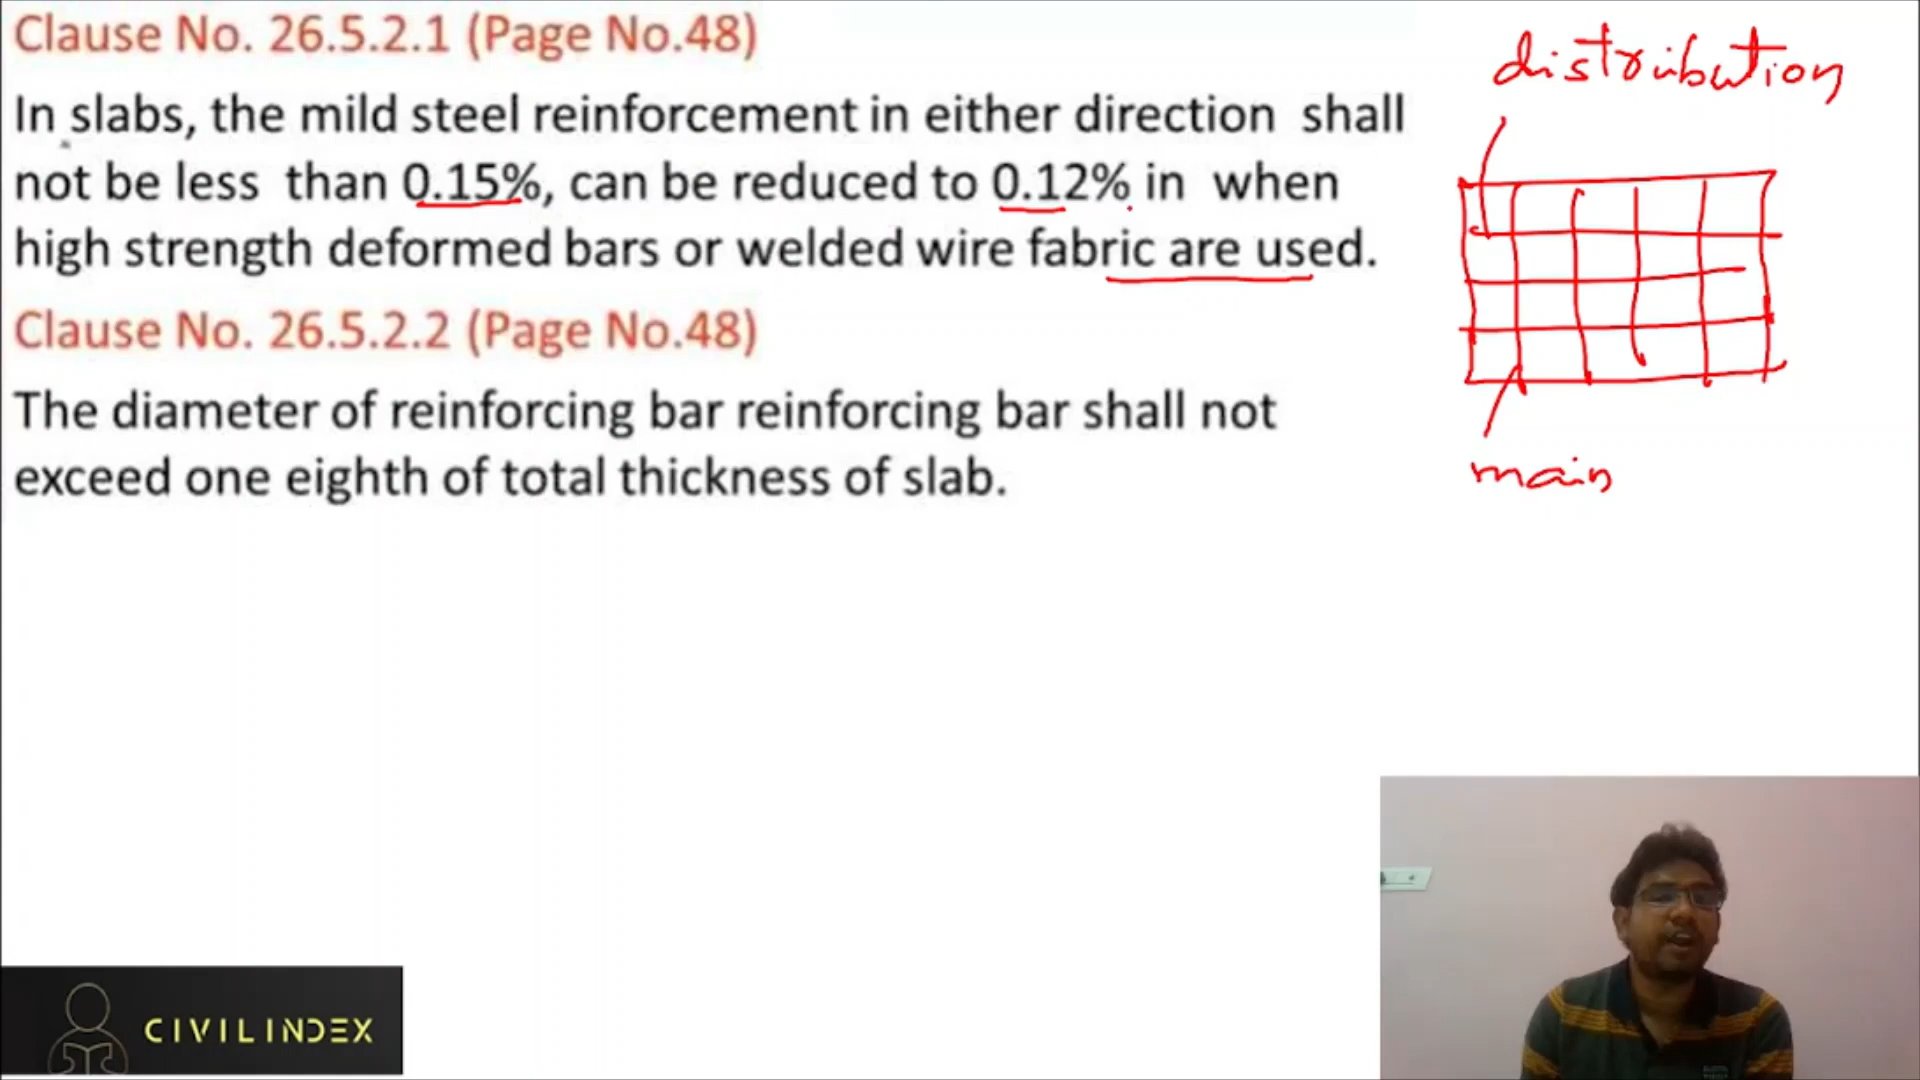 Clause No. 26.5.2.1 (Page No.48)
In slabs, the mild steel reinforcement in either direction shall
not be less than 0.15%, can be reduced to 0.12% in when
high strength deformed bars or welded wire fabric are used.
Clause No. 26.5.2.2 (Page No.48)
The diameter of reinforcing bar reinforcing bar shall not
exceed one eighth of total thickness of slab.
distribution
main
CIVILINDEX